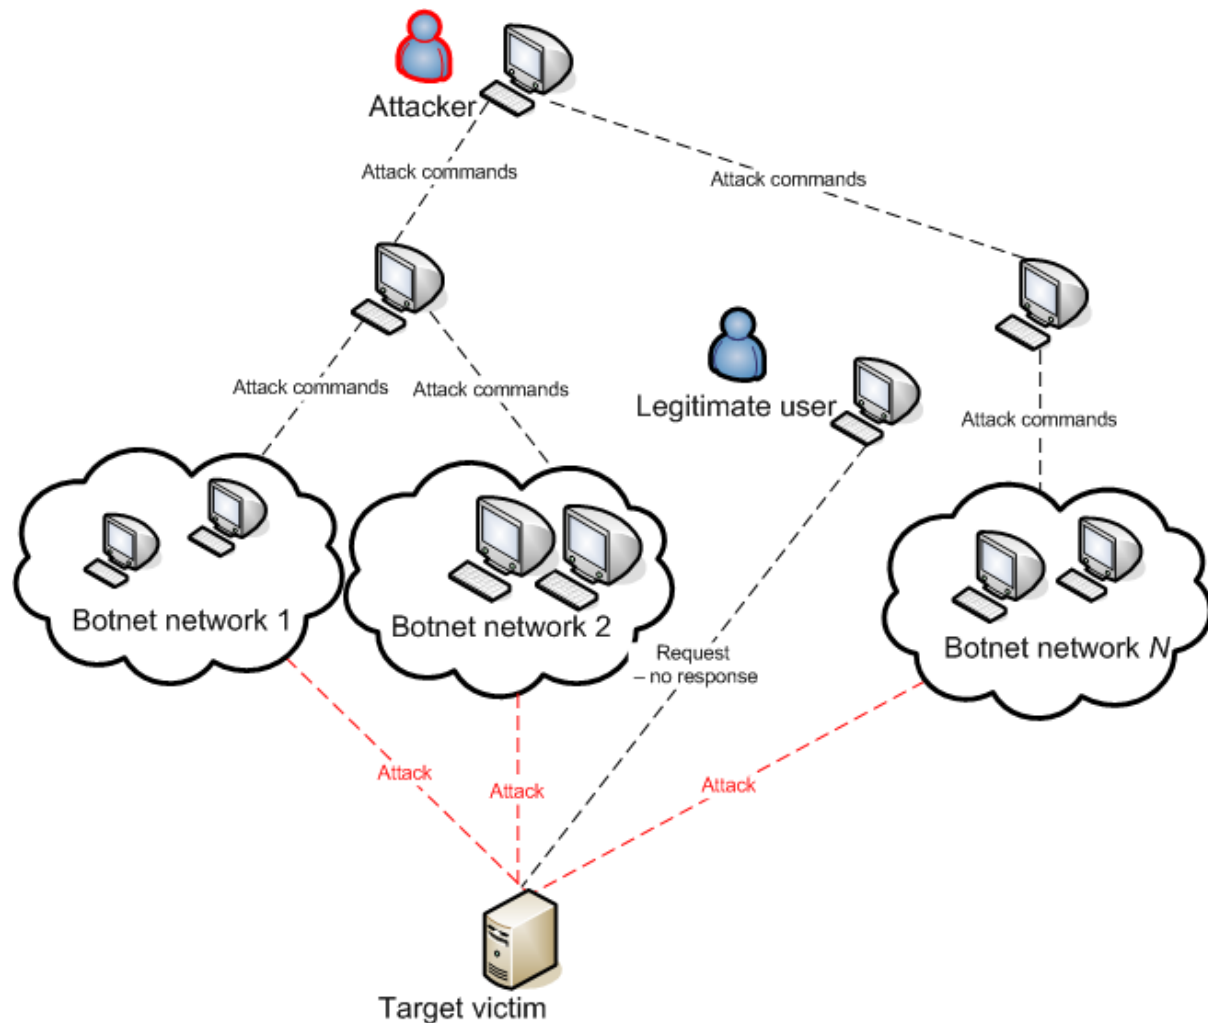 Attacker
Attack commands
Attack commands
Legitimate user
Attack commands
Attack commands
Attack commands
Botnet network 1
Botnet network 2
Botnet network N
Request
– no response
Attack
Attack
Attack
Target victim